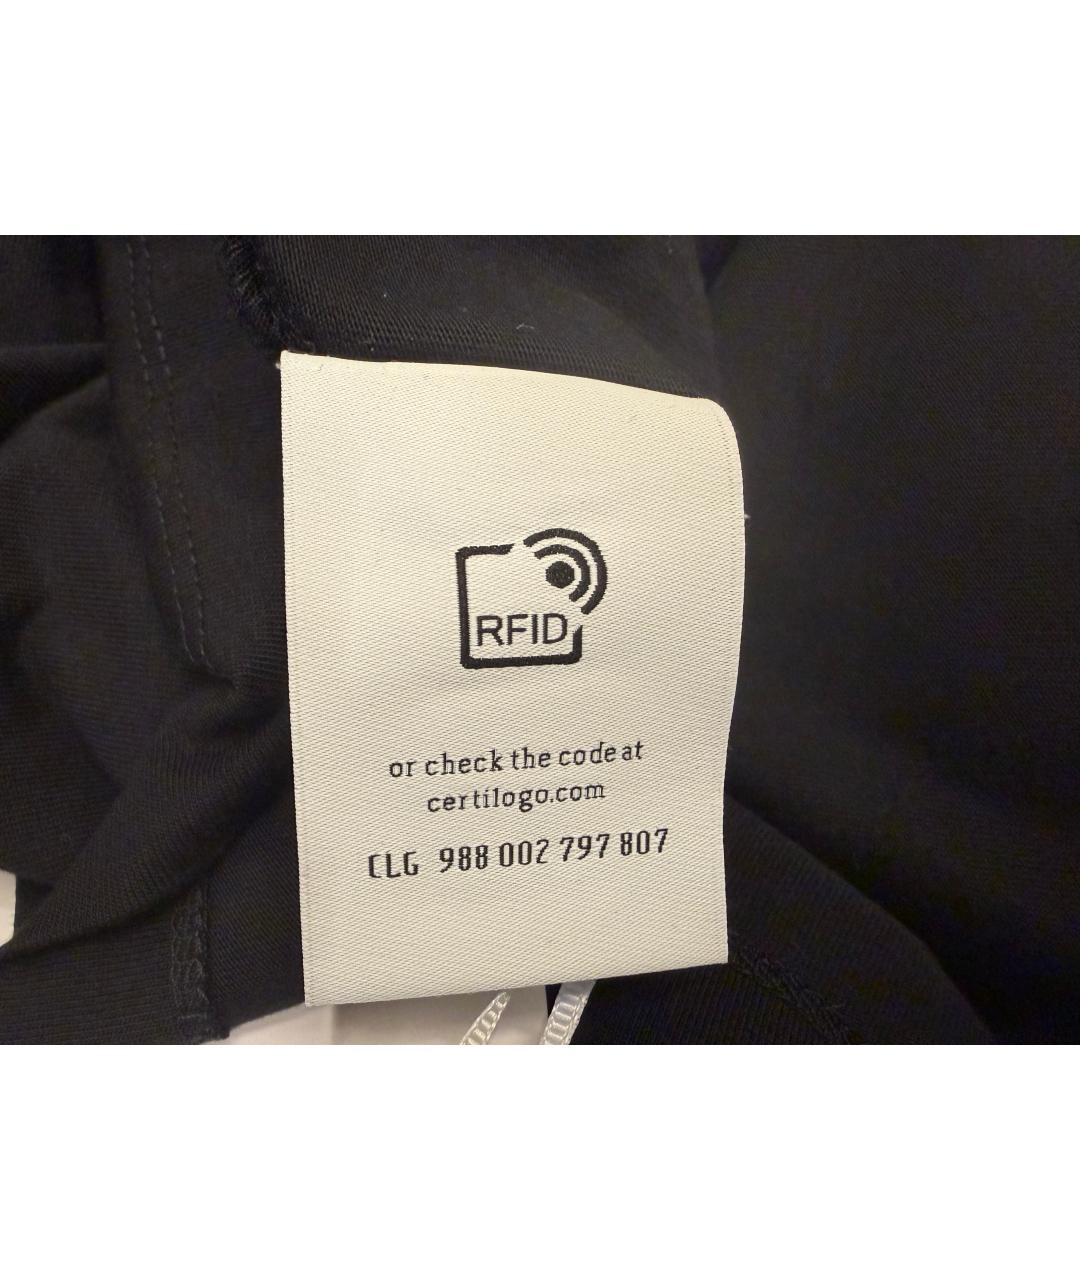 RFID
or check the code at
certilogo.com
CLG 988 002 797 807